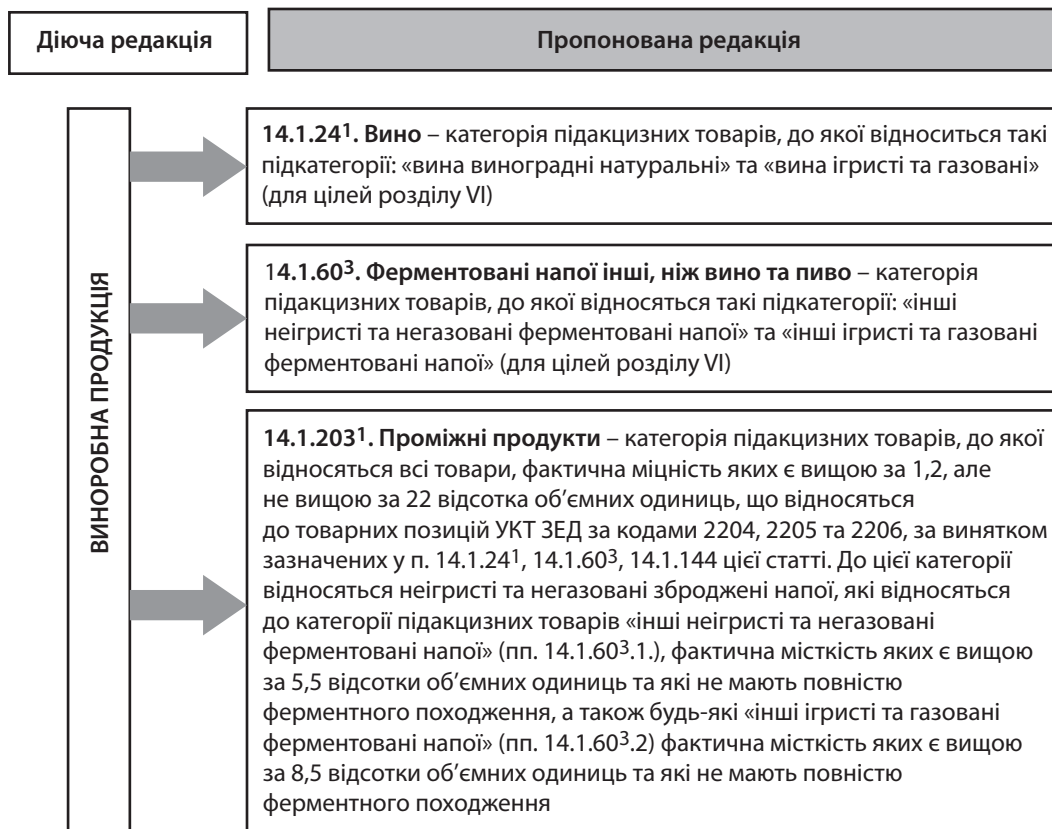 Діюча редакція
Пропонована редакція
ВИНОРОБНА ПРОДУКЦІЯ
14.1.24¹. Вино – категорія підакцизних товарів, до якої відноситься такі
підкатегорії: «вина виноградні натуральні» та «вина ігристі та газовані»
(для цілей розділу VI)
14.1.60³. Ферментовані напої інші, ніж вино та пиво – категорія
підакцизних товарів, до якої відносяться такі підкатегорії: «інші
неігристі та негазовані ферментовані напої» та «інші ігристі та газовані
ферментовані напої» (для цілей розділу VI)
14.1.203¹. Проміжні продукти – категорія підакцизних товарів, до якої
відносяться всі товари, фактична міцність яких є вищою за 1,2, але
не вищою за 22 відсотка об’ємних одиниць, що відносяться
до товарних позицій УКТ ЗЕД за кодами 2204, 2205 та 2206, за винятком
зазначених у п. 14.1.24¹, 14.1.60³, 14.1.144 цієї статті. До цієї категорії
відносяться неігристі та негазовані зброджені напої, які відносяться
до категорії підакцизних товарів «інші неігристі та негазовані
ферментовані напої» (пп. 14.1.60³.1.), фактична місткість яких є вищою
за 5,5 відсотки об’ємних одиниць та які не мають повністю
ферментного походження, а також будь-які «інші ігристі та газовані
ферментовані напої» (пп. 14.1.60³.2) фактична місткість яких є вищою
за 8,5 відсотки об’ємних одиниць та які не мають повністю
ферментного походження